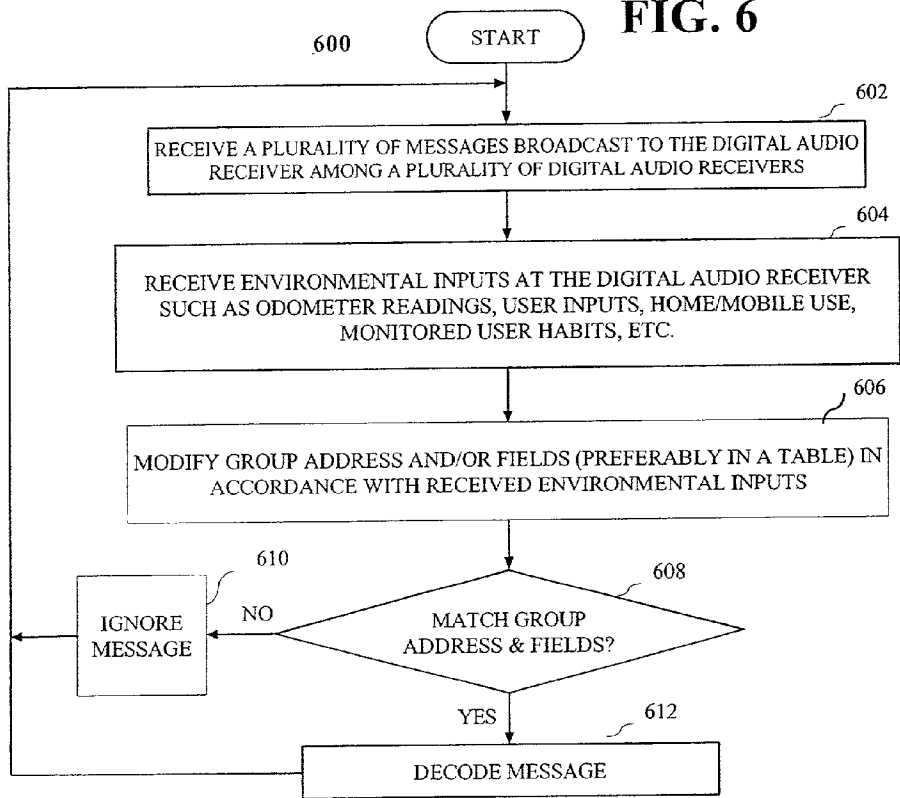 FIG. 6
600
START
602
RECEIVE A PLURALITY OF MESSAGES BROADCAST TO THE DIGITAL AUDIO
RECEIVER AMONG A PLURALITY OF DIGITAL AUDIO RECEIVERS
604
RECEIVE ENVIRONMENTAL INPUTS AT THE DIGITAL AUDIO RECEIVER
SUCH AS ODOMETER READINGS, USER INPUTS, HOME/MOBILE USE,
MONITORED USER HABITS, ETC.
606
MODIFY GROUP ADDRESS AND/OR FIELDS (PREFERABLY IN A TABLE) IN
ACCORDANCE WITH RECEIVED ENVIRONMENTAL INPUTS
608
MATCH GROUP
ADDRESS & FIELDS?
610
NO
IGNORE
MESSAGE
YES
612
DECODE MESSAGE